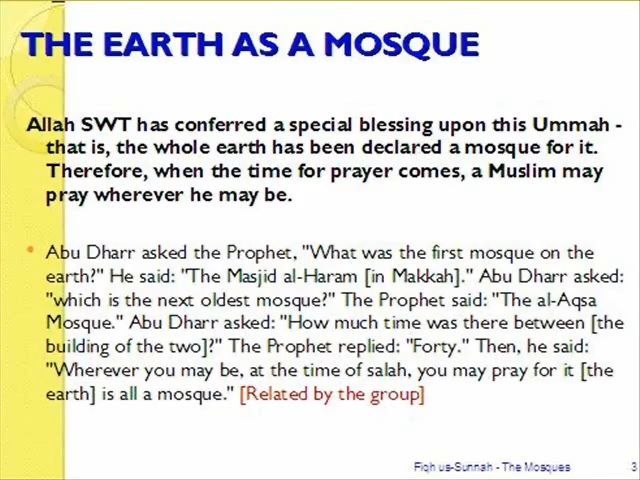 THE EARTH AS A MOSQUE
Allah SWT has conferred a special blessing upon this Ummah -
that is, the whole earth has been declared a mosque for it.
Therefore, when the time for prayer comes, a Muslim may
pray wherever he may be.
Abu Dharr asked the Prophet, "What was the first mosque on the
earth?" He said: "The Masjid al-Haram [in Makkah]." Abu Dharr asked:
"which is the next oldest mosque?" The Prophet said: "The al-Aqsa
Mosque." Abu Dharr asked: "How much time was there between [the
building of the two]?" The Prophet replied: "Forty." Then, he said:
"Wherever you may be, at the time of salah, you may pray for it [the
earth] is all a mosque." [Related by the group]
Fiqh us-Sunnah - The Mosques 3